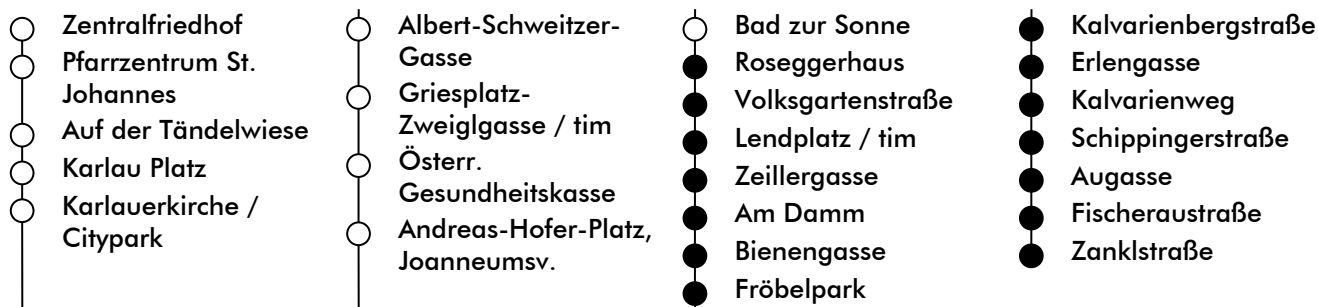 Zentralfriedhof
Pfarrzentrum St.
Johannes
Auf der Tändelwiese
Karlau Platz
Karlauerkirche /
Citypark
Albert-Schweitzer-
Gasse
Griesplatz-
Zweiglgasse / tim
Österr.
Gesundheitskasse
Andreas-Hofer-Platz,
Joanneumsv.
Bad zur Sonne
Roseggerhaus
Volksgartenstraße
Lendplatz / tim
Zeillergasse
Am Damm
Bienengasse
Fröbelpark
Kalvarienbergstraße
Erlengasse
Kalvarienweg
Schippingerstraße
Augasse
Fischeraustraße
Zanklstraße